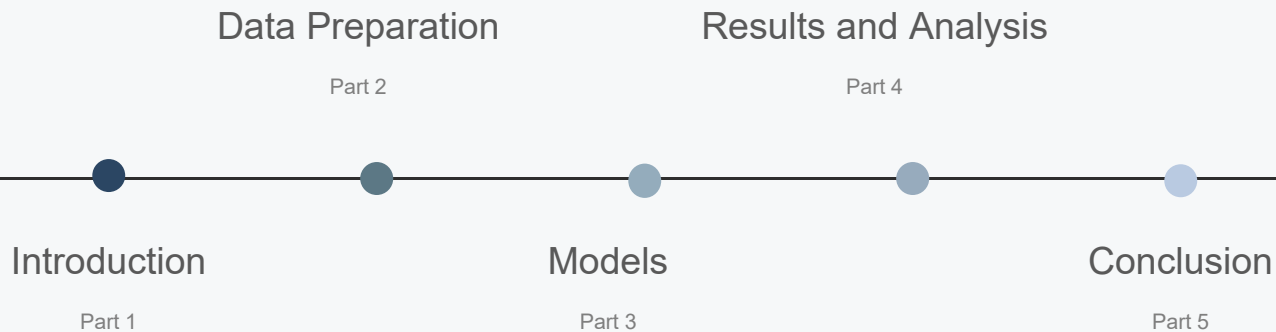 Data Preparation
Part 2
Results and Analysis
Part 4
Introduction
Part 1
Models
Part 3
Conclusion
Part 5